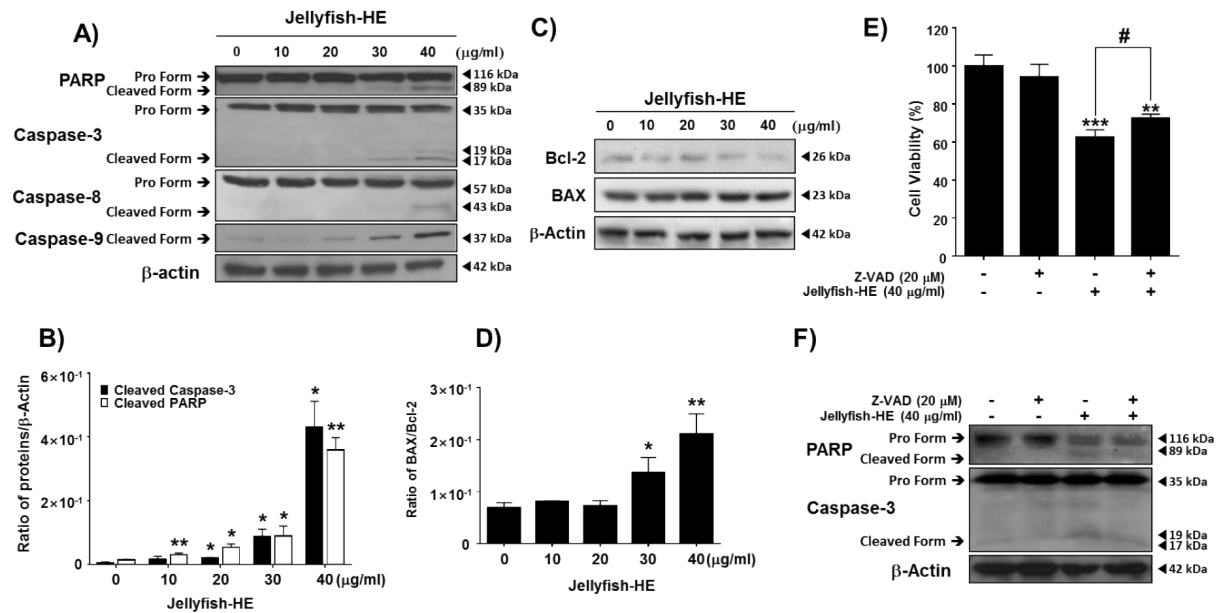 A)
Jellyfish-HE
0 10 20 30 40 (μg/ml)
PARP
Pro Form ➔ ◀116 kDa
Cleaved Form ➔ ◀89 kDa
Caspase-3
Pro Form ➔ ◀35 kDa
◀19 kDa
Cleaved Form ➔ ◀17 kDa
Caspase-8
Pro Form ➔ ◀57 kDa
Cleaved Form ➔ ◀43 kDa
Caspase-9 Cleaved Form ➔ ◀37 kDa
β-actin ◀42 kDa
B)
Ratio of proteins/β-Actin
6×10⁻¹
4×10⁻¹
2×10⁻¹
0
Cleaved Caspase-3
Cleaved PARP
** * * * * * **
0 10 20 30 40 (μg/ml)
Jellyfish-HE
C)
Jellyfish-HE
0 10 20 30 40 (μg/ml)
Bcl-2 ◀26 kDa
BAX ◀23 kDa
β-Actin ◀42 kDa
D)
Ratio of BAX/Bcl-2
3×10⁻¹
2×10⁻¹
1×10⁻¹
0
* **
0 10 20 30 40 (μg/ml)
Jellyfish-HE
E)
Cell Viability (%)
120
100
80
60
40
20
0
#
*** **
Z-VAD (20 μM) - + - +
Jellyfish-HE (40 μg/ml) - - + +
F)
Z-VAD (20 μM) - + - +
Jellyfish-HE (40 μg/ml) - - + +
PARP
Pro Form ➔ ◀116 kDa
Cleaved Form ➔ ◀89 kDa
Caspase-3
Pro Form ➔ ◀35 kDa
◀19 kDa
Cleaved Form ➔ ◀17 kDa
β-Actin ◀42 kDa